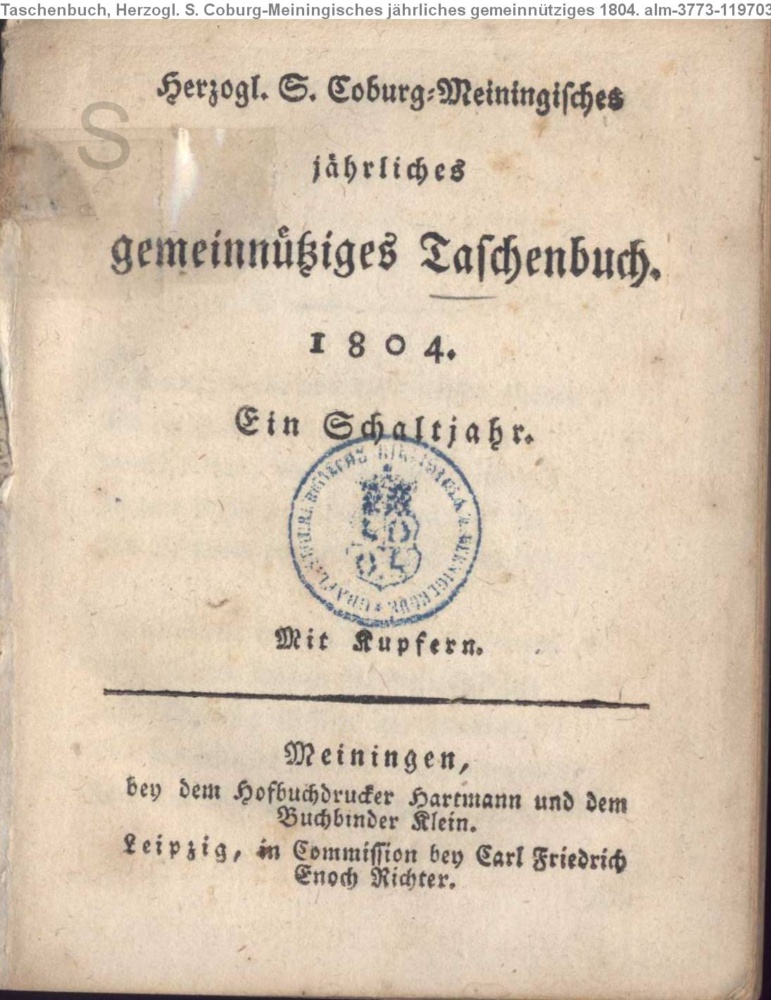 Taschenbuch, Herzogl. S. Coburg-Meiningisches jährliches gemeinnütziges 1804. alm-3773-119703
S
Herzogl. S. Coburg-Meiningisches
jährliches
gemeinnütziges Taschenbuch.
1804.
Ein Schaltjahr.
Mit Kupfern.
Meiningen,
bey dem Hofbuchdrucker Hartmann und dem
Buchbinder Klein.
Leipzig, in Commission bey Carl Friedrich
Enoch Richter.